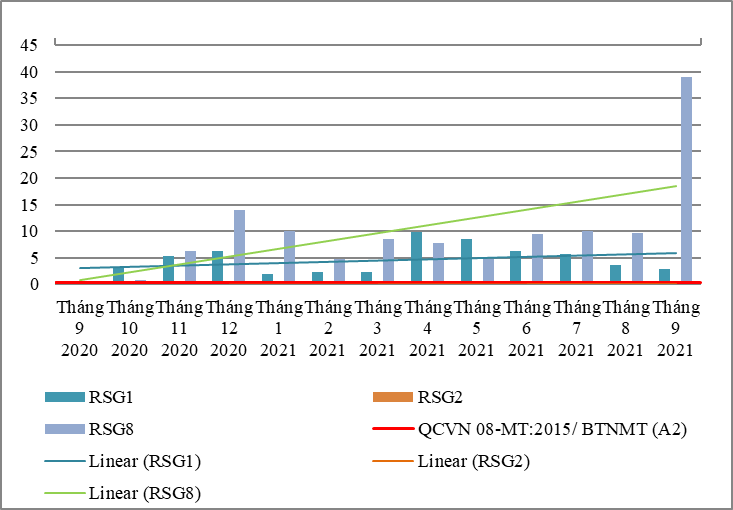 45
40
35
30
25
20
15
10
5
0
Tháng Tháng Tháng Tháng Tháng Tháng Tháng Tháng Tháng Tháng Tháng Tháng Tháng
9 10 11 12 1 2 3 4 5 6 7 8 9
2020 2020 2020 2020 2021 2021 2021 2021 2021 2021 2021 2021 2021
RSG1 RSG2
RSG8 QCVN 08-MT:2015/ BTNMT (A2)
Linear (RSG1) Linear (RSG2)
Linear (RSG8)